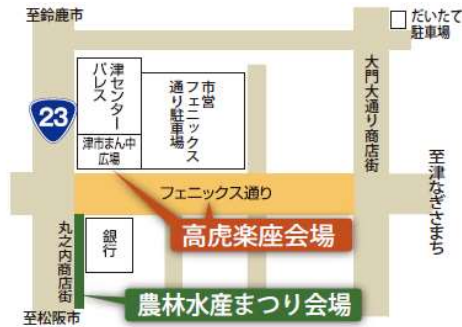 至鈴鹿市
だいたて
駐車場
津センター
パレス
市営
フェニックス
通り駐車場
大門大通り商店街
23
津市まん中
広場
至津なぎさまち
フェニックス通り
高虎楽座会場
丸之内商店街
銀行
農林水産まつり会場
至松阪市